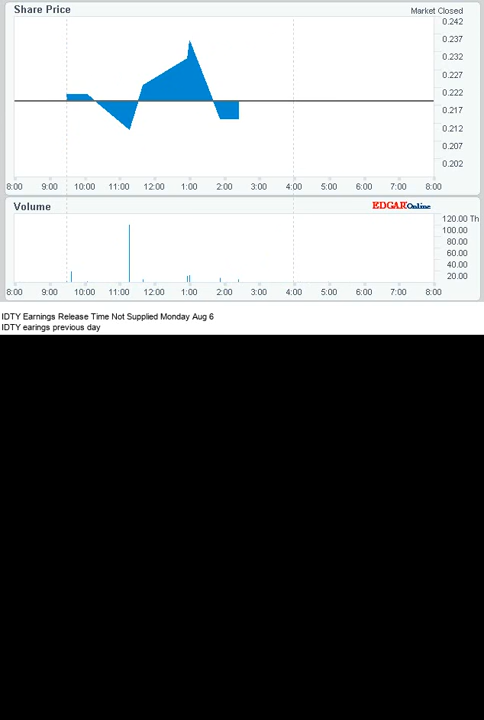 Share Price
Market Closed
0.242
0.237
0.232
0.227
0.222
0.217
0.212
0.207
0.202
8:00 9:00 10:00 11:00 12:00 1:00 2:00 3:00 4:00 5:00 6:00 7:00 8:00
Volume
EDGAROnline
120.00 Th
100.00
80.00
60.00
40.00
20.00
8:00 9:00 10:00 11:00 12:00 1:00 2:00 3:00 4:00 5:00 6:00 7:00 8:00
IDTY Earnings Release Time Not Supplied Monday Aug 6
IDTY earings previous day